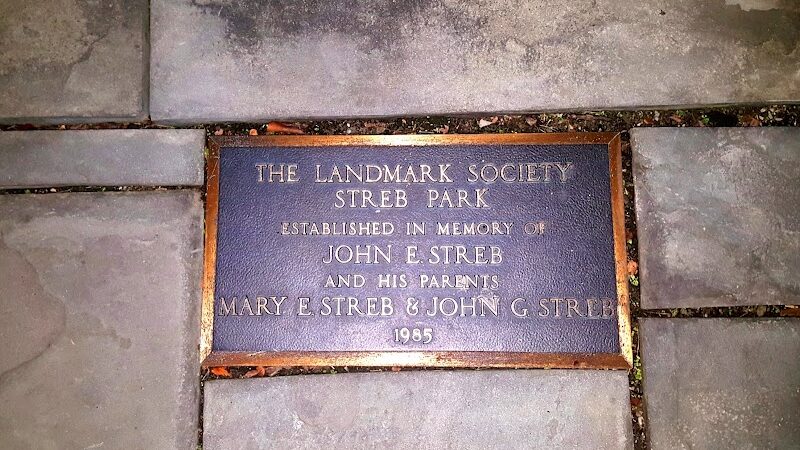 THE LANDMARK SOCIETY
STREB PARK
ESTABLISHED IN MEMORY OF
JOHN E. STREB
AND HIS PARENTS
MARY E. STREB & JOHN G. STREB
1985